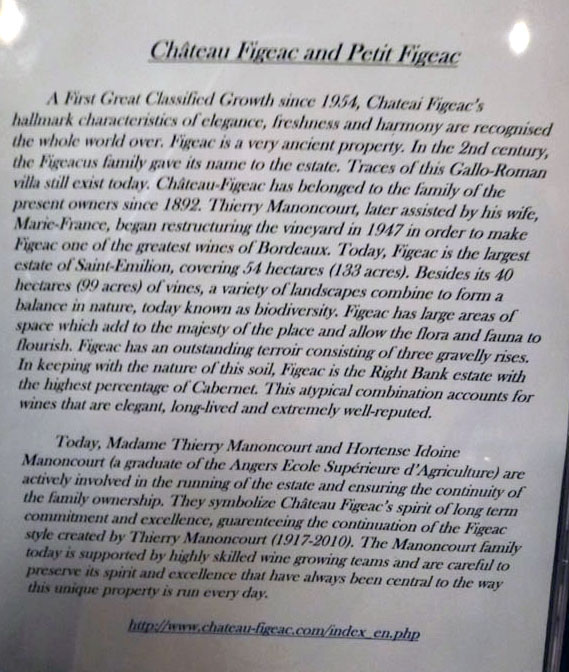 Château Figeac and Petit Figeac
A First Great Classified Growth since 1954, Chateai Figeac's
hallmark characteristics of elegance, freshness and harmony are recognised
the whole world over. Figeac is a very ancient property. In the 2nd century,
the Figeacus family gave its name to the estate. Traces of this Gallo-Roman
villa still exist today. Château-Figeac has belonged to the family of the
present owners since 1892. Thierry Manoncourt, later assisted by his wife,
Marie-France, began restructuring the vineyard in 1947 in order to make
Figeac one of the greatest wines of Bordeaux. Today, Figeac is the largest
estate of Saint-Emilion, covering 54 hectares (133 acres). Besides its 40
hectares (99 acres) of vines, a variety of landscapes combine to form a
balance in nature, today known as biodiversity. Figeac has large areas of
space which add to the majesty of the place and allow the flora and fauna to
flourish. Figeac has an outstanding terroir consisting of three gravelly rises.
In keeping with the nature of this soil, Figeac is the Right Bank estate with
the highest percentage of Cabernet. This atypical combination accounts for
wines that are elegant, long-lived and extremely well-reputed.
Today, Madame Thierry Manoncourt and Hortense Idoine
Manoncourt (a graduate of the Angers Ecole Supérieure d'Agriculture) are
actively involved in the running of the estate and ensuring the continuity of
the family ownership. They symbolize Château Figeac's spirit of long term
commitment and excellence, guarenteeing the continuation of the Figeac
style created by Thierry Manoncourt (1917-2010). The Manoncourt family
today is supported by highly skilled wine growing teams and are careful to
preserve its spirit and excellence that have always been central to the way
this unique property is run every day.
http://www.chateau-figeac.com/index_en.php